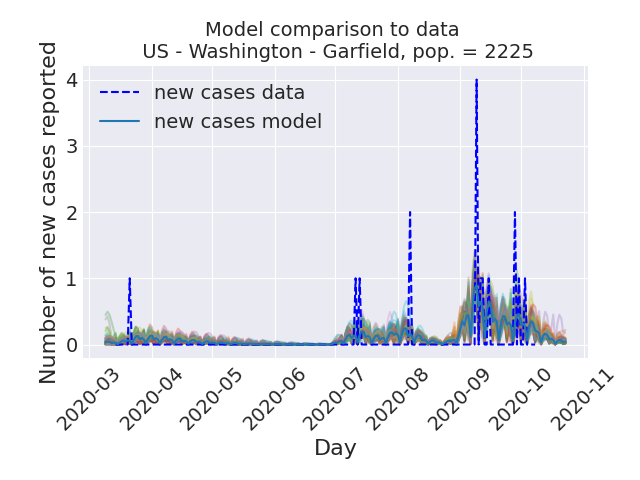 Model comparison to data
US - Washington - Garfield, pop. = 2225
Number of new cases reported
4
3
2
1
0
new cases data
new cases model
2020-03
2020-04
2020-05
2020-06
2020-07
2020-08
2020-09
2020-10
2020-11
Day